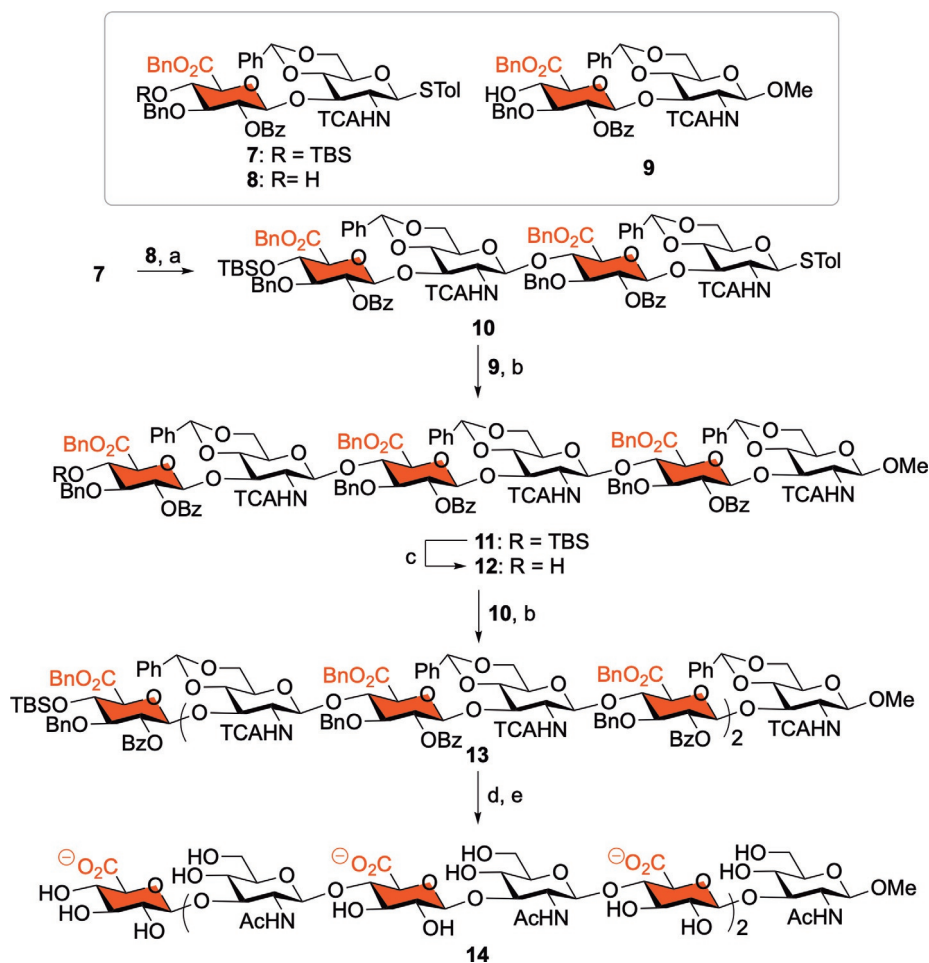 Ph O O O
BnO₂C O O STol
RO O TCAHN
BnO OBz
7: R = TBS
8: R= H
Ph O O O
BnO₂C O O OMe
HO O TCAHN
BnO OBz
9
7 8, a
Ph O O O Ph O O O
BnO₂C O O O BnO₂C O O STol
TBSO O TCAHN BnO O TCAHN
BnO OBz OBz
10
9, b
Ph O O O Ph O O O Ph O O O
BnO₂C O O O BnO₂C O O O BnO₂C O O OMe
RO O TCAHN BnO O TCAHN BnO O TCAHN
BnO OBz OBz OBz
11: R = TBS
c 12: R = H
10, b
Ph O O O Ph O O O Ph O O O
BnO₂C O O O BnO₂C O O O BnO₂C O O OMe
TBSO ( O TCAHN BnO O TCAHN BnO ) 2 O TCAHN
BnO BzO OBz BzO
13
d, e
⊖ O₂C HO O ⊖ O₂C HO O ⊖ O₂C HO O
HO O HO O O HO O O HO O OMe
HO HO ( O AcHN HO O AcHN HO ) 2 O AcHN
HO OH HO
14